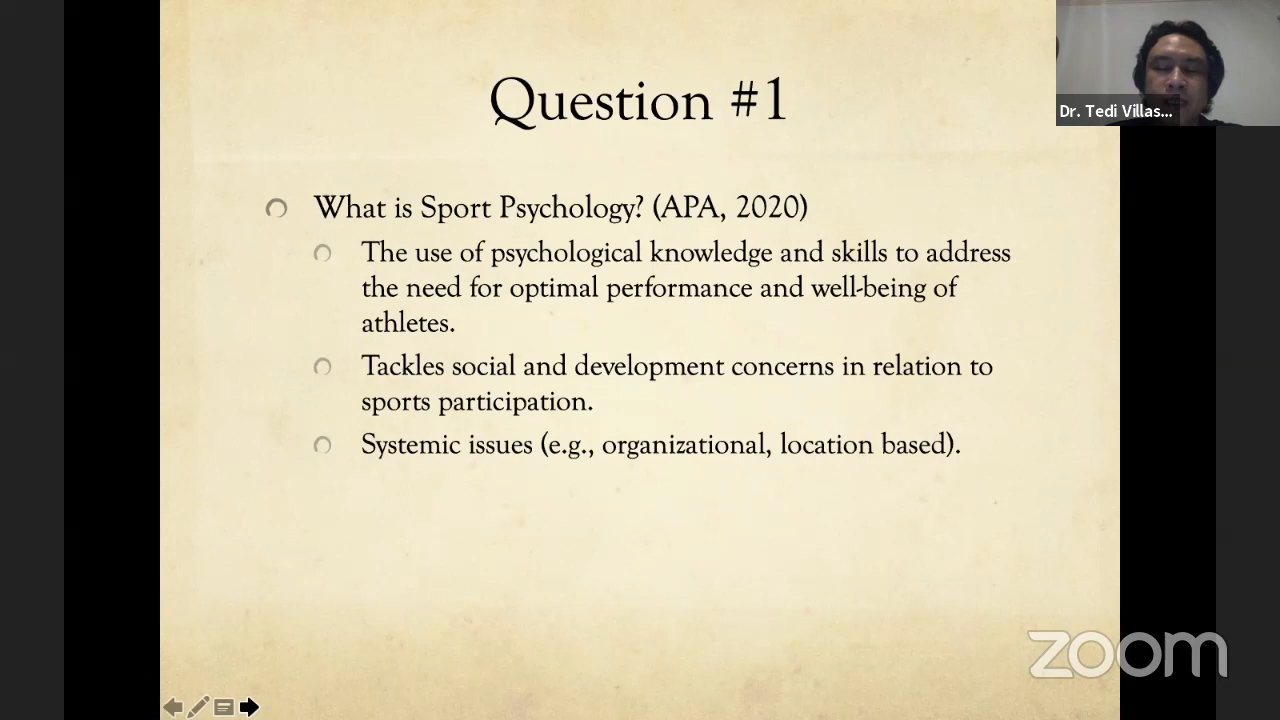 Question #1
What is Sport Psychology? (APA, 2020)
The use of psychological knowledge and skills to address
the need for optimal performance and well-being of
athletes.
Tackles social and development concerns in relation to
sports participation.
Systemic issues (e.g., organizational, location based).
Dr. Tedi Villas...
zoom